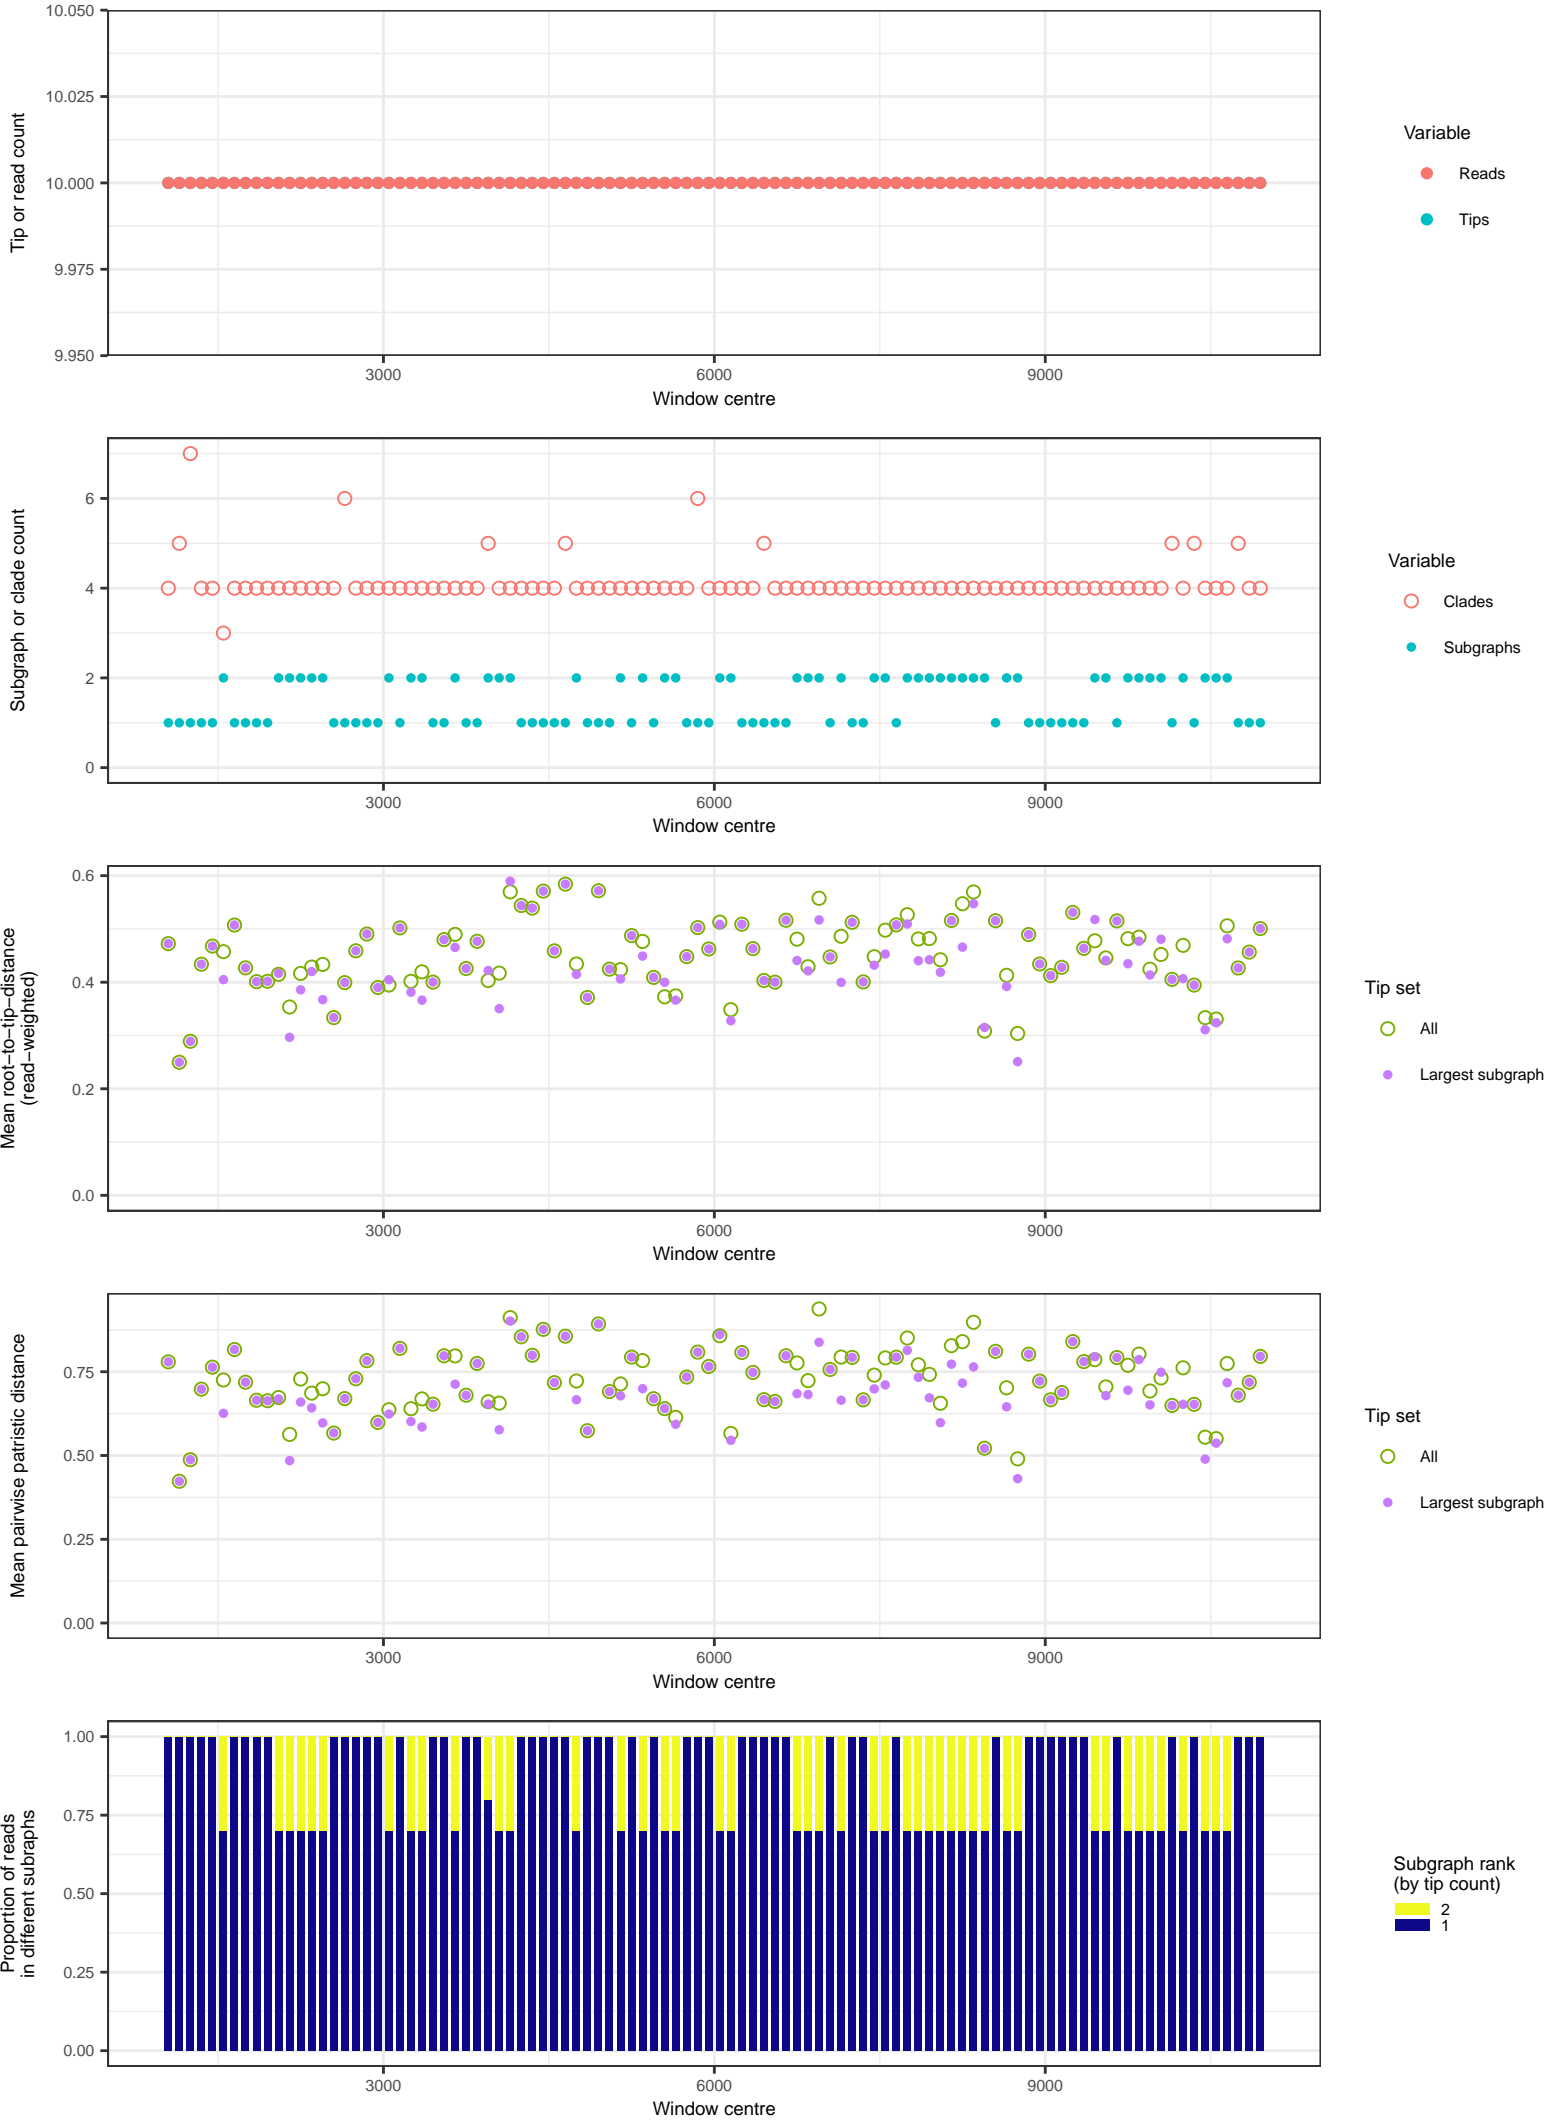 10.050
10.025
10.000
9.975
9.950
Tip or read count
3000
6000
9000
Window centre
Variable
Reads
Tips
6
4
2
0
Subgraph or clade count
3000
6000
9000
Window centre
Variable
Clades
Subgraphs
0.6
0.4
0.2
0.0
Mean root−to−tip−distance
(read−weighted)
3000
6000
9000
Window centre
Tip set
All
Largest subgraph
0.75
0.50
0.25
0.00
Mean pairwise patristic distance
3000
6000
9000
Window centre
Tip set
All
Largest subgraph
1.00
0.75
0.50
0.25
0.00
Proportion of reads
in different subraphs
3000
6000
9000
Window centre
Subgraph rank
(by tip count)
2
1